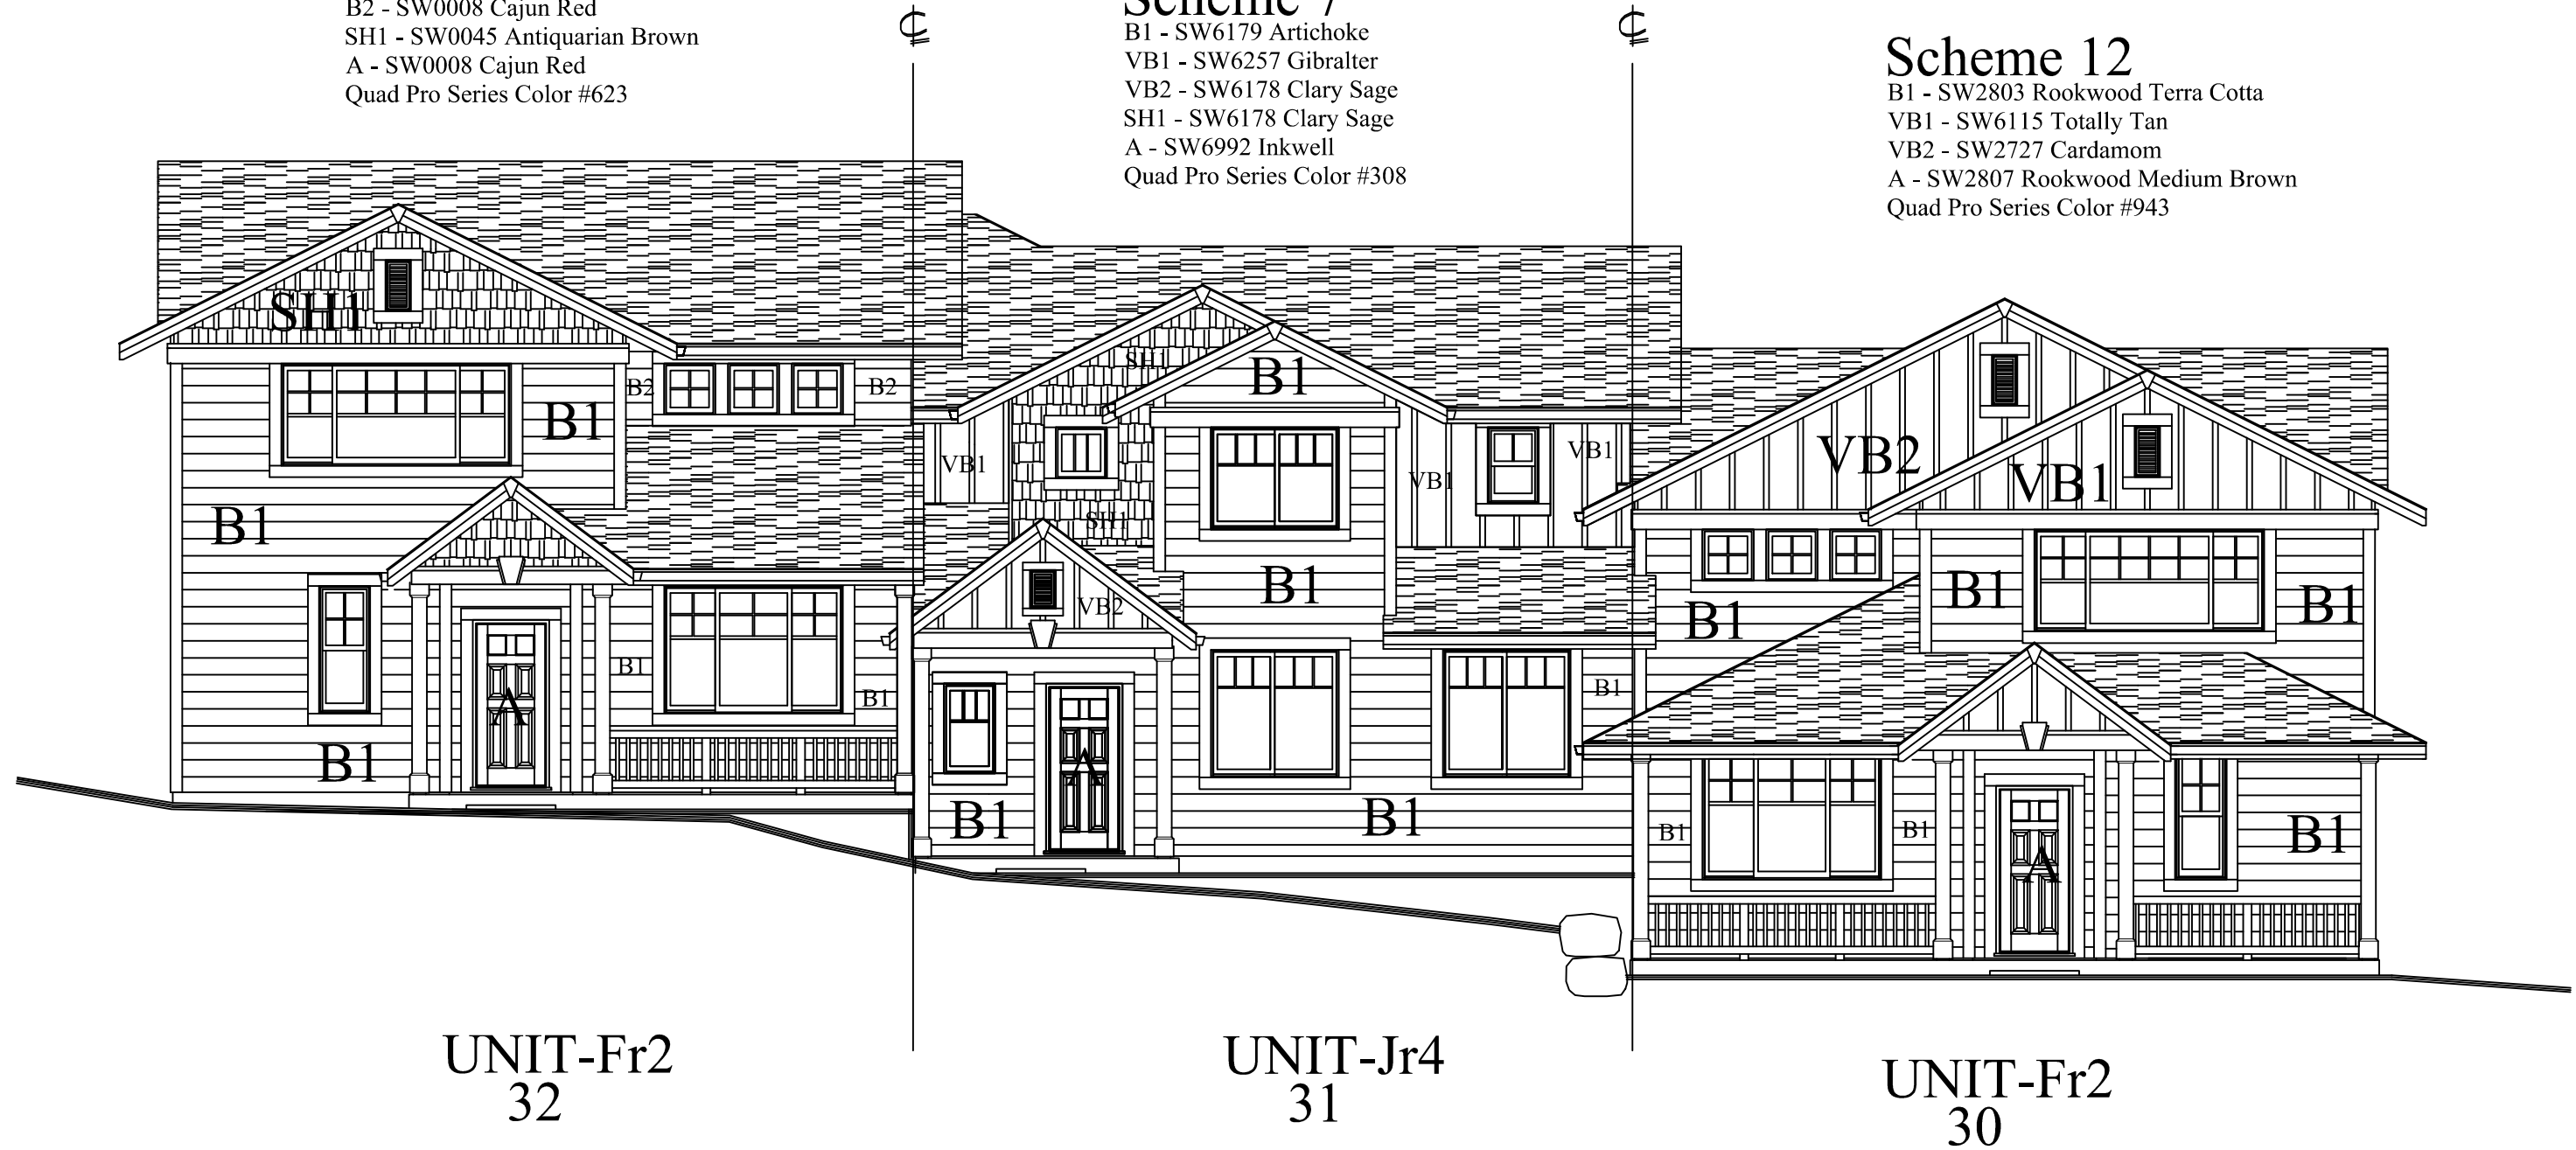 B2 - SW0008 Cajun Red
SH1 - SW0045 Antiquarian Brown
A - SW0008 Cajun Red
Quad Pro Series Color #623
Scheme 7
B1 - SW6179 Artichoke
VB1 - SW6257 Gibralter
VB2 - SW6178 Clary Sage
SH1 - SW6178 Clary Sage
A - SW6992 Inkwell
Quad Pro Series Color #308
Scheme 12
B1 - SW2803 Rookwood Terra Cotta
VB1 - SW6115 Totally Tan
VB2 - SW2727 Cardamom
A - SW2807 Rookwood Medium Brown
Quad Pro Series Color #943
SH1
B2
B2
B1
B1
B1
B1
A
B1
SH1
B1
VB1
VB1
VB1
SH1
B1
VB2
B1
A
B1
B1
VB2
VB1
B1
B1
B1
B1
B1
A
B1
UNIT-Fr2
32
UNIT-Jr4
31
UNIT-Fr2
30